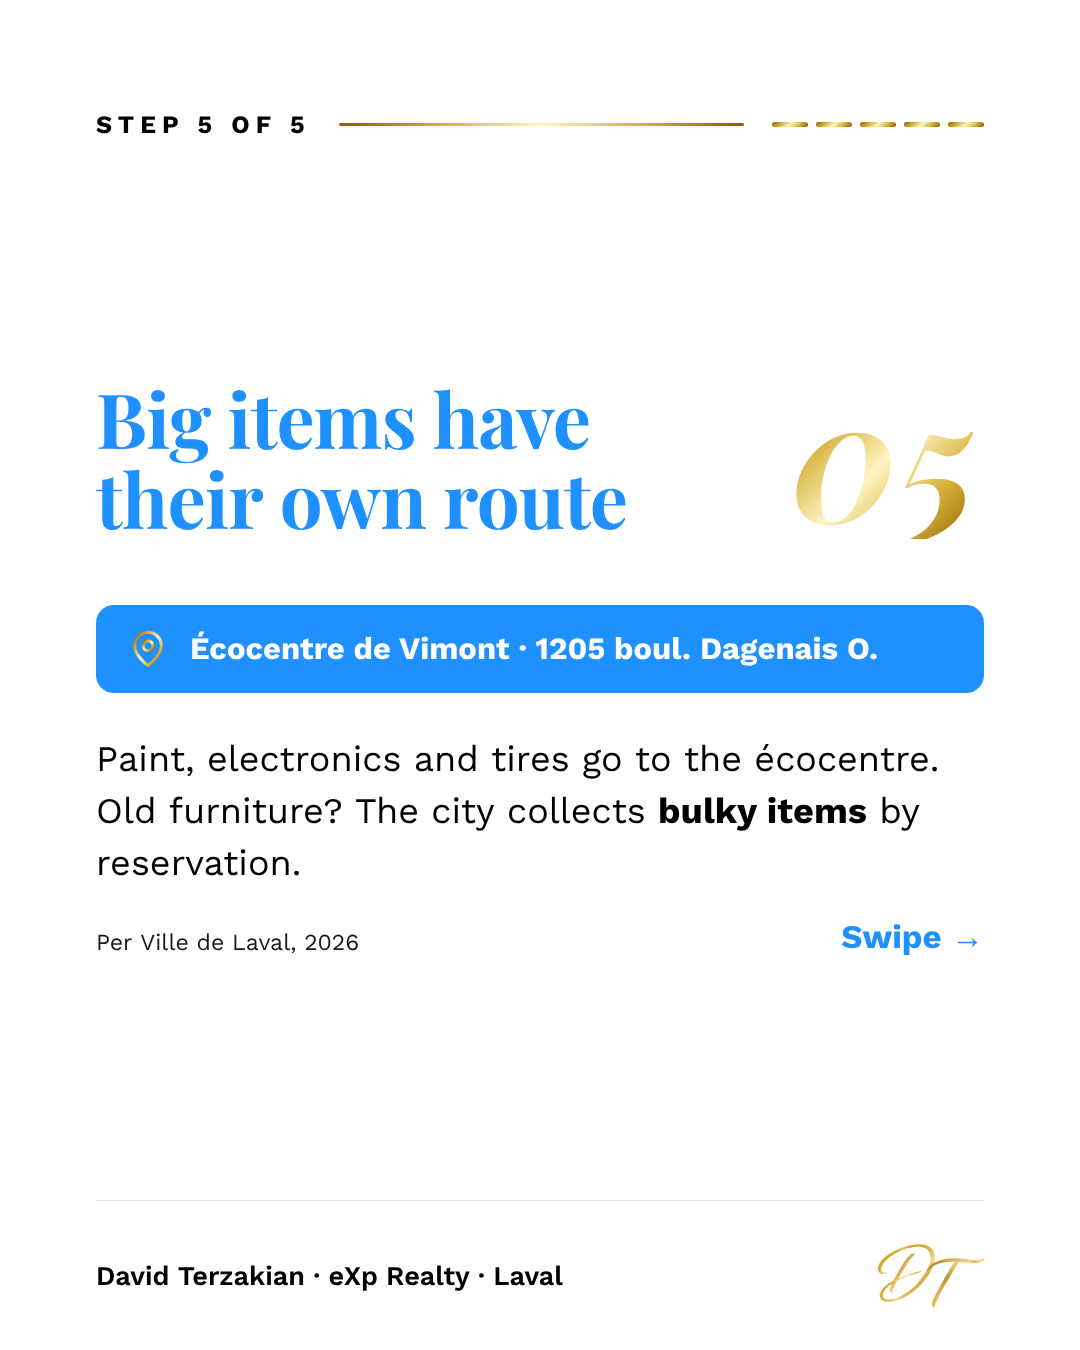 STEP 5 OF 5
Big items have
their own route
05
Écocentre de Vimont · 1205 boul. Dagenais O.
Paint, electronics and tires go to the écocentre.
Old furniture? The city collects bulky items by
reservation.
Per Ville de Laval, 2026
Swipe →
David Terzakian · eXp Realty · Laval
DT